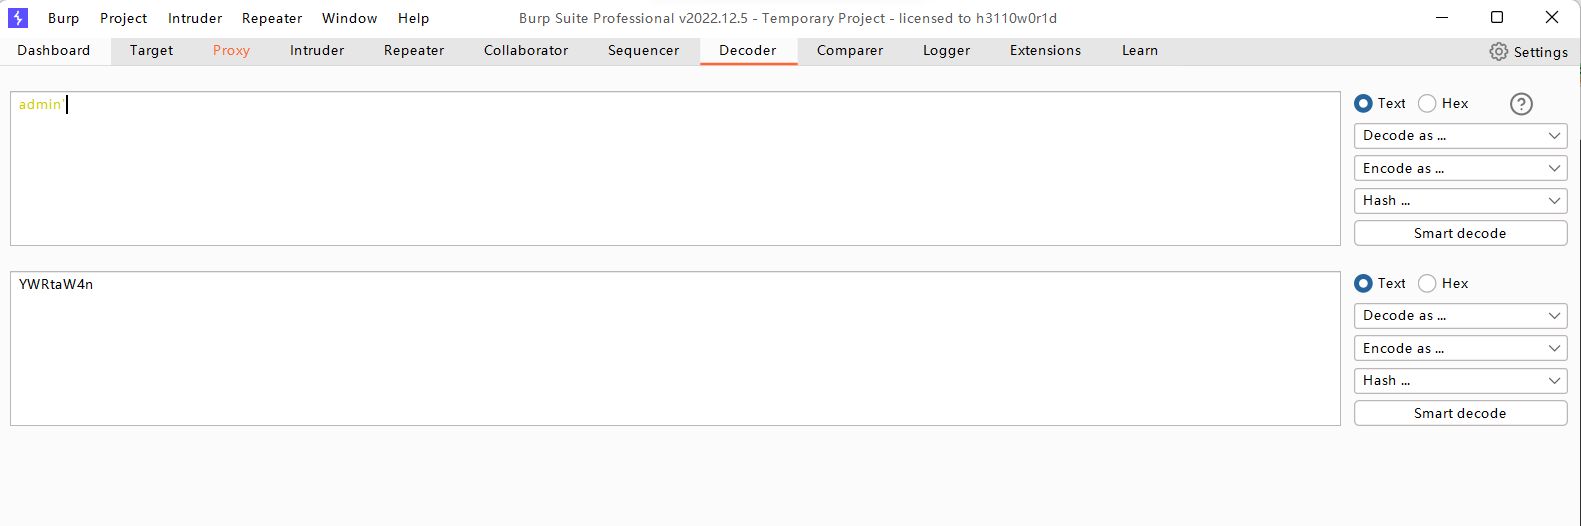 Burp Project Intruder Repeater Window Help Burp Suite Professional v2022.12.5 - Temporary Project - licensed to h3110w0r1d
Dashboard Target Proxy Intruder Repeater Collaborator Sequencer Decoder Comparer Logger Extensions Learn Settings
admin'
Text Hex ?
Decode as ...
Encode as ...
Hash ...
Smart decode
YWRtaW4n
Text Hex
Decode as ...
Encode as ...
Hash ...
Smart decode